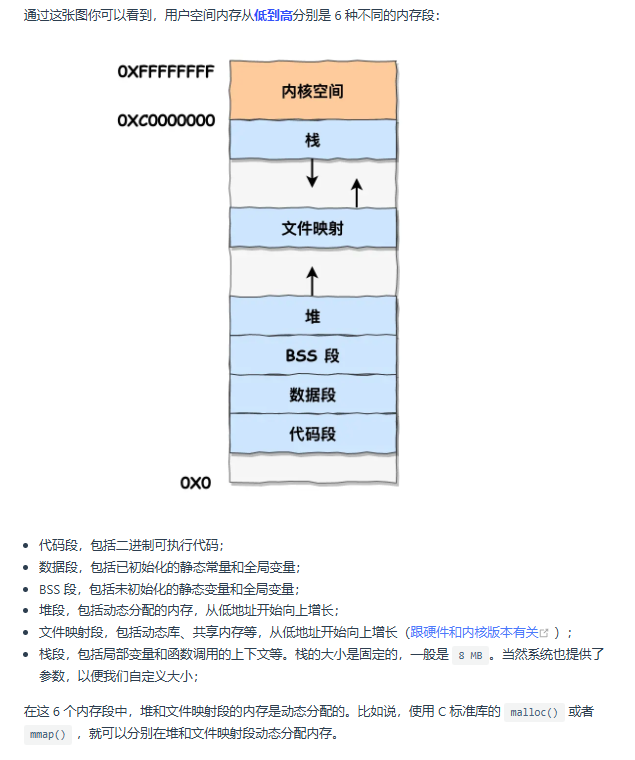 通过这张图你可以看到，用户空间内存从低到高分别是 6 种不同的内存段：
0XFFFFFFFF
内核空间
0XC0000000
栈
文件映射
堆
BSS 段
数据段
代码段
0X0
代码段，包括二进制可执行代码；
数据段，包括已初始化的静态常量和全局变量；
BSS 段，包括未初始化的静态变量和全局变量；
堆段，包括动态分配的内存，从低地址开始向上增长；
文件映射段，包括动态库、共享内存等，从低地址开始向上增长（跟硬件和内核版本有关）；
栈段，包括局部变量和函数调用的上下文等。栈的大小是固定的，一般是 8 MB 。当然系统也提供了
参数，以便我们自定义大小；
在这 6 个内存段中，堆和文件映射段的内存是动态分配的。比如说，使用 C 标准库的 malloc() 或者
mmap() ，就可以分别在堆和文件映射段动态分配内存。